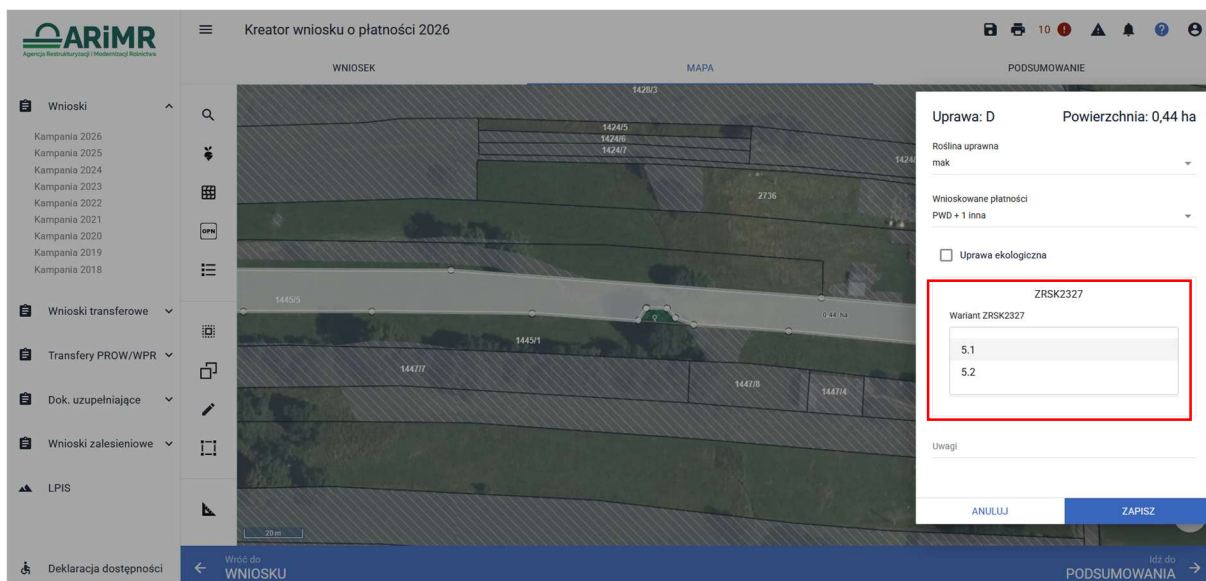 ARiMR
Agencja Restrukturyzacji i Modernizacji Rolnictwa
Kreator wniosku o płatności 2026
10
WNIOSEK
MAPA
PODSUMOWANIE
Wnioski
Kampania 2026
Kampania 2025
Kampania 2024
Kampania 2023
Kampania 2022
Kampania 2021
Kampania 2020
Kampania 2019
Kampania 2018
Wnioski transferowe
Transfery PROW/WPR
Dok. uzupełniające
Wnioski zalesieniowe
LPIS
Deklaracja dostępności
OPN
1428/3
1424/5
1424/6
1424/7
2736
1445/5
0,44 ha
1445/1
1447/7
1447/8
1447/4
20 m
Uprawa: D
Powierzchnia: 0,44 ha
Roślina uprawna
mak
Wnioskowane płatności
PWD + 1 inna
Uprawa ekologiczna
ZRSK2327
Wariant ZRSK2327
5.1
5.2
Uwagi
ANULUJ
ZAPISZ
Wróć do
WNIOSKU
Idź do
PODSUMOWANIA